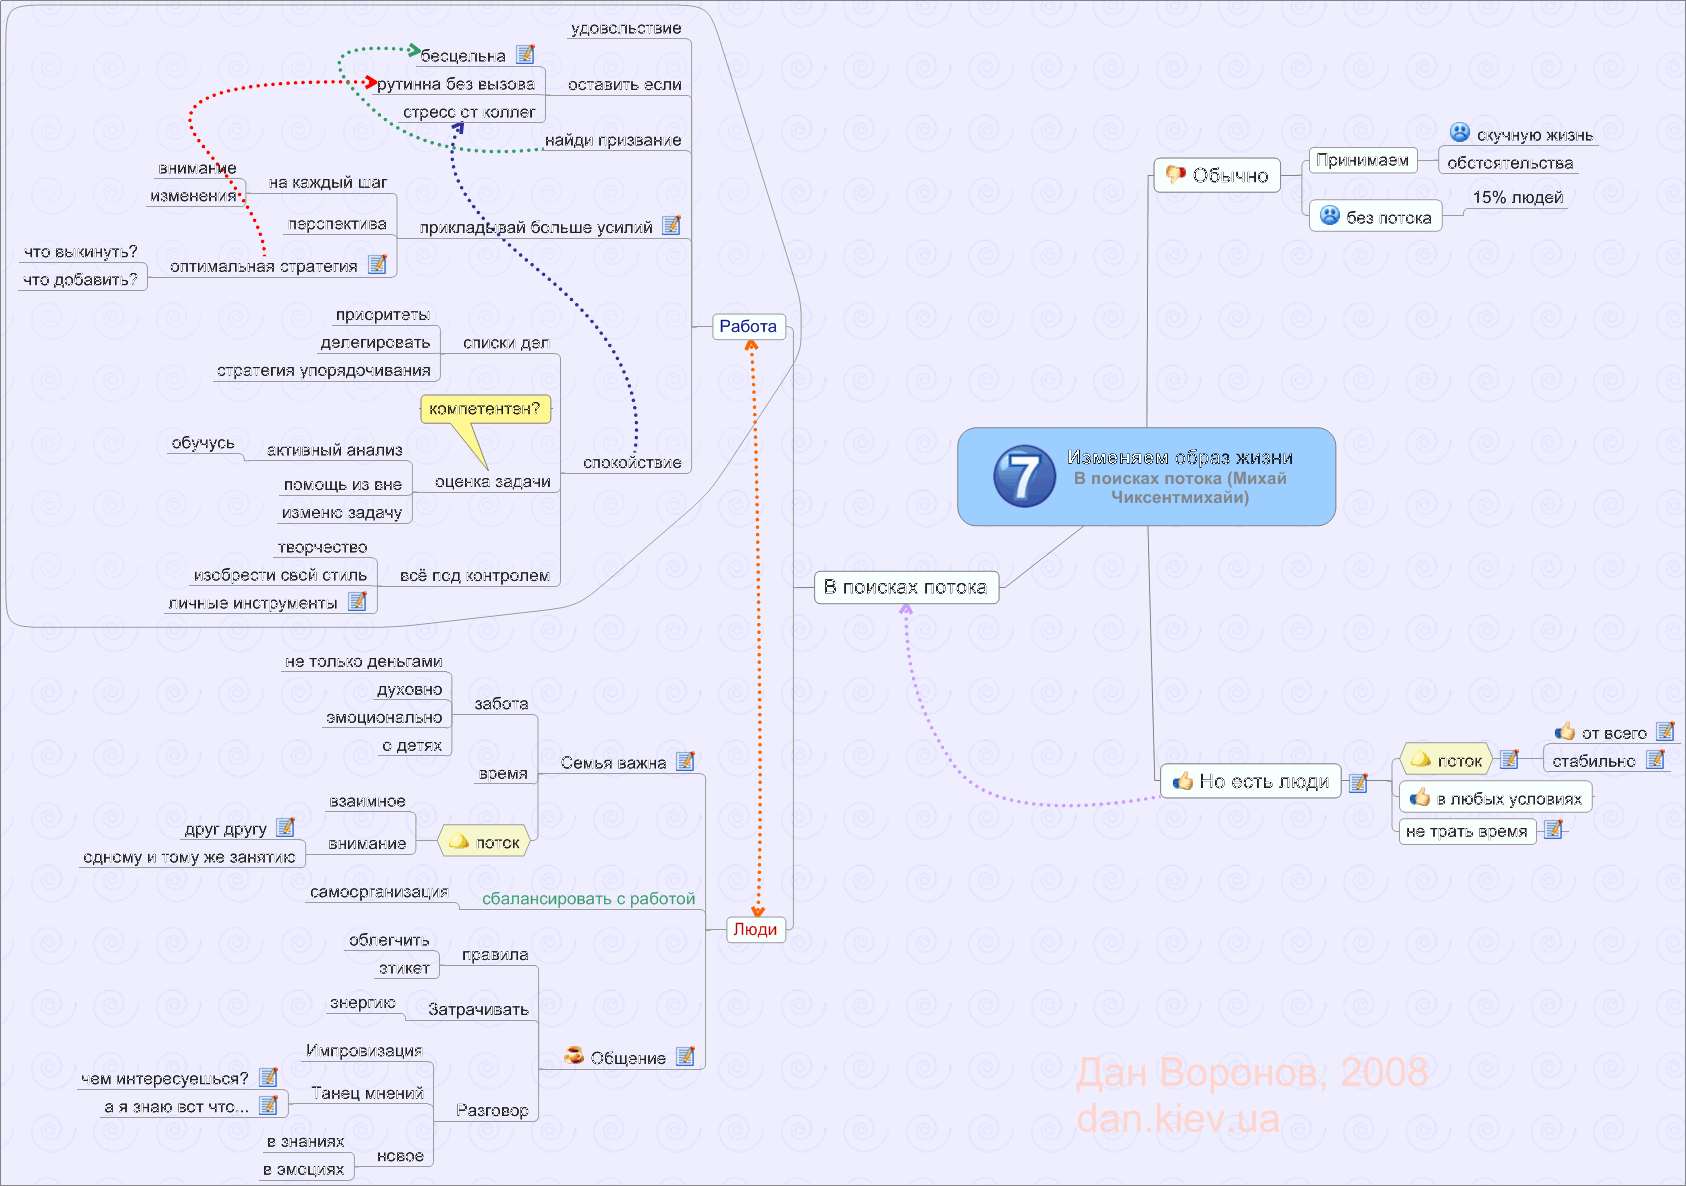 7
Изменяем образ жизни
В поисках потока (Михай
Чиксентмихайи)
Обычно
Принимаем
скучную жизнь
обстоятельства
без потока
15% людей
Но есть люди
поток
от всего
стабильно
в любых условиях
не трать время
В поисках потока
Работа
удовольствие
оставить если
бесцельна
рутинна без вызова
стресс от коллег
найди призвание
прикладывай больше усилий
на каждый шаг
внимание
изменения
перспектива
оптимальная стратегия
что выкинуть?
что добавить?
спокойствие
списки дел
приоритеты
делегировать
стратегия упорядочивания
компетентен?
оценка задачи
активный анализ
обучусь
помощь из вне
изменю задачу
всё под контролем
творчество
изобрести свой стиль
личные инструменты
Люди
Семья важна
забота
не только деньгами
духовно
эмоционально
с детях
время
поток
взаимное
внимание
друг другу
одному и тому же занятию
сбалансировать с работой
самоорганизация
Общение
правила
облегчить
этикет
Затрачивать
энергию
Разговор
Импровизация
Танец мнений
чем интересуешься?
а я знаю вот что...
новое
в знаниях
в эмоциях
Дан Воронов, 2008
dan.kiev.ua